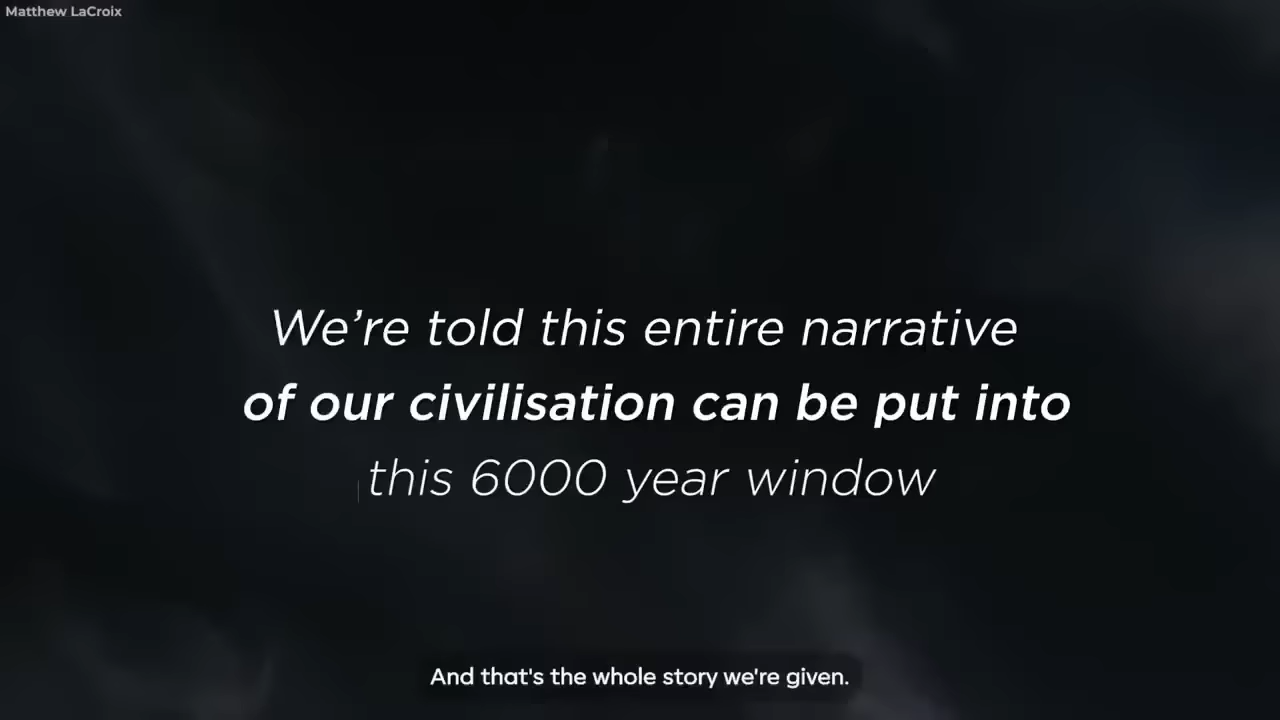 Matthew LaCroix
We’re told this entire narrative
of our civilisation can be put into
this 6000 year window
And that's the whole story we're given.